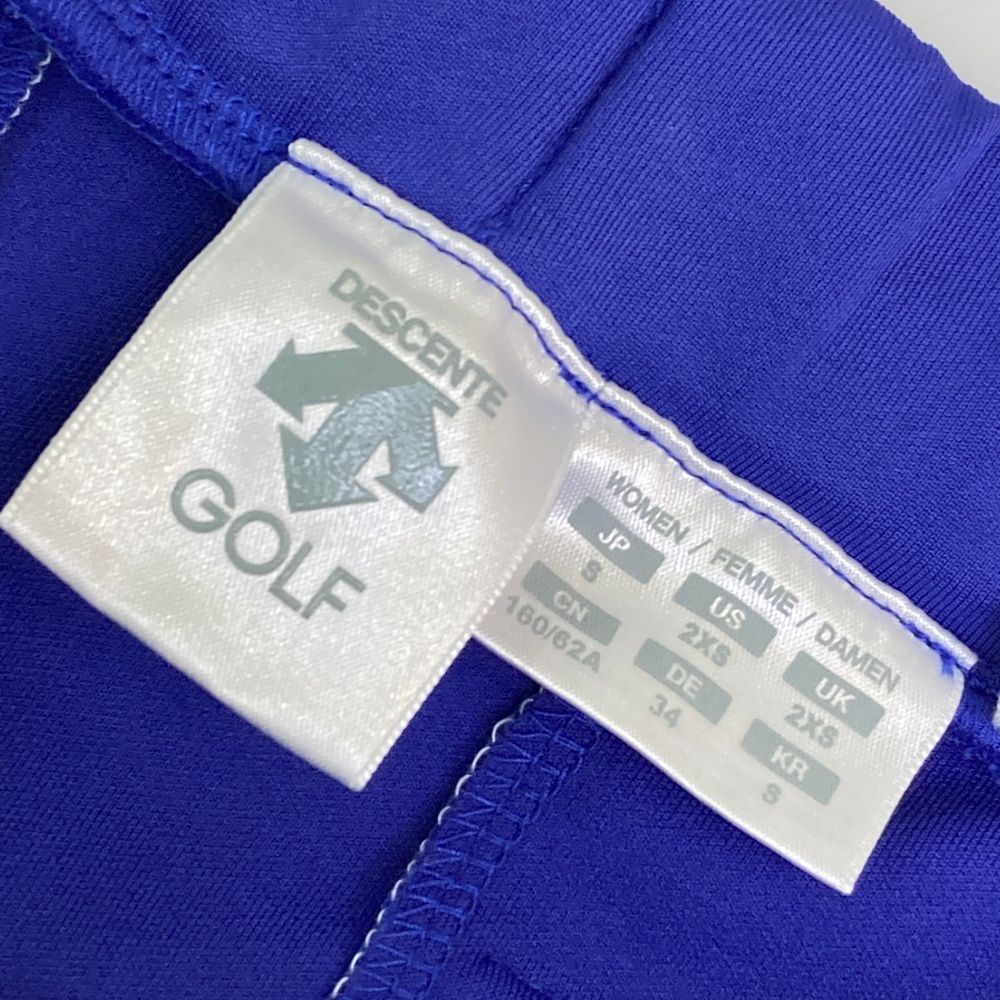 DESCENTE
GOLF
WOMEN / FEMME / DAMEN
JP US UK
S 2XS 2XS
CN DE KR
160/62A 34 S